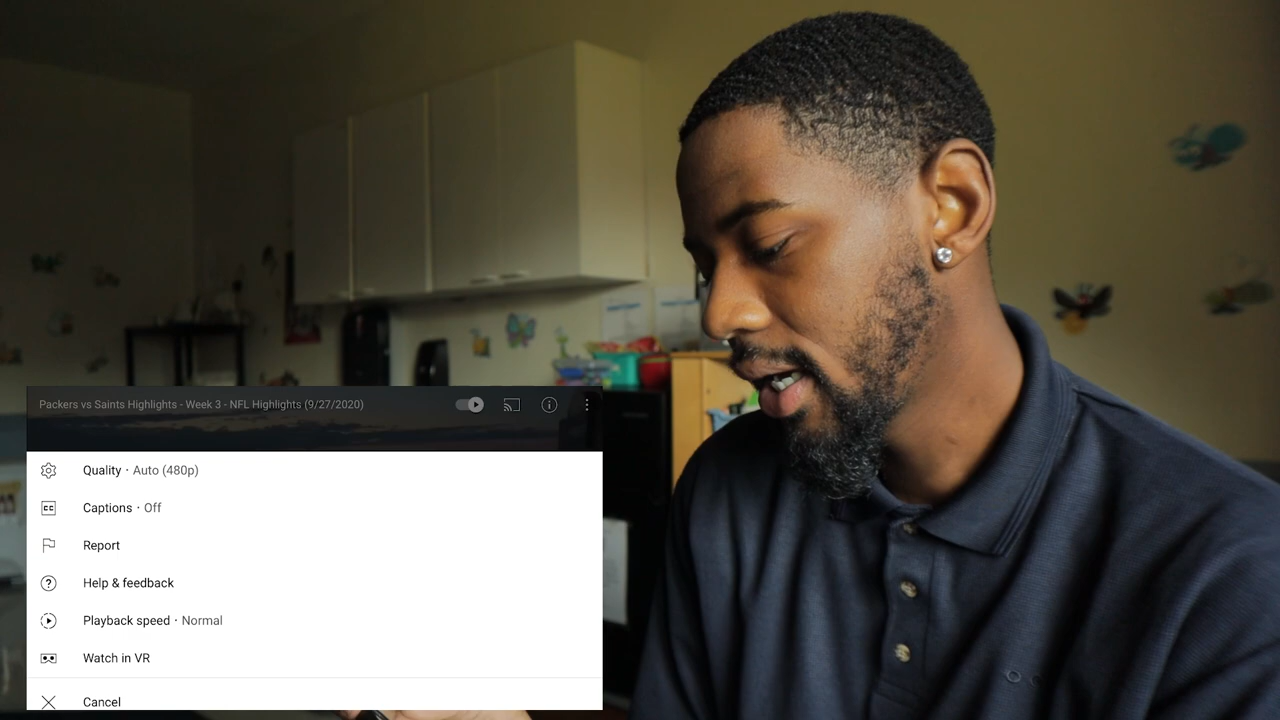 Packers vs Saints Highlights - Week 3 - NFL Highlights (9/27/2020)
Quality · Auto (480p)
CC
Captions · Off
Report
?
Help & feedback
Playback speed · Normal
Watch in VR
Cancel